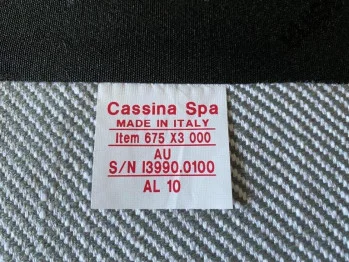 Cassina Spa
MADE IN ITALY
Item 675 X3 000
AU
S/N I3990.0100
AL 10